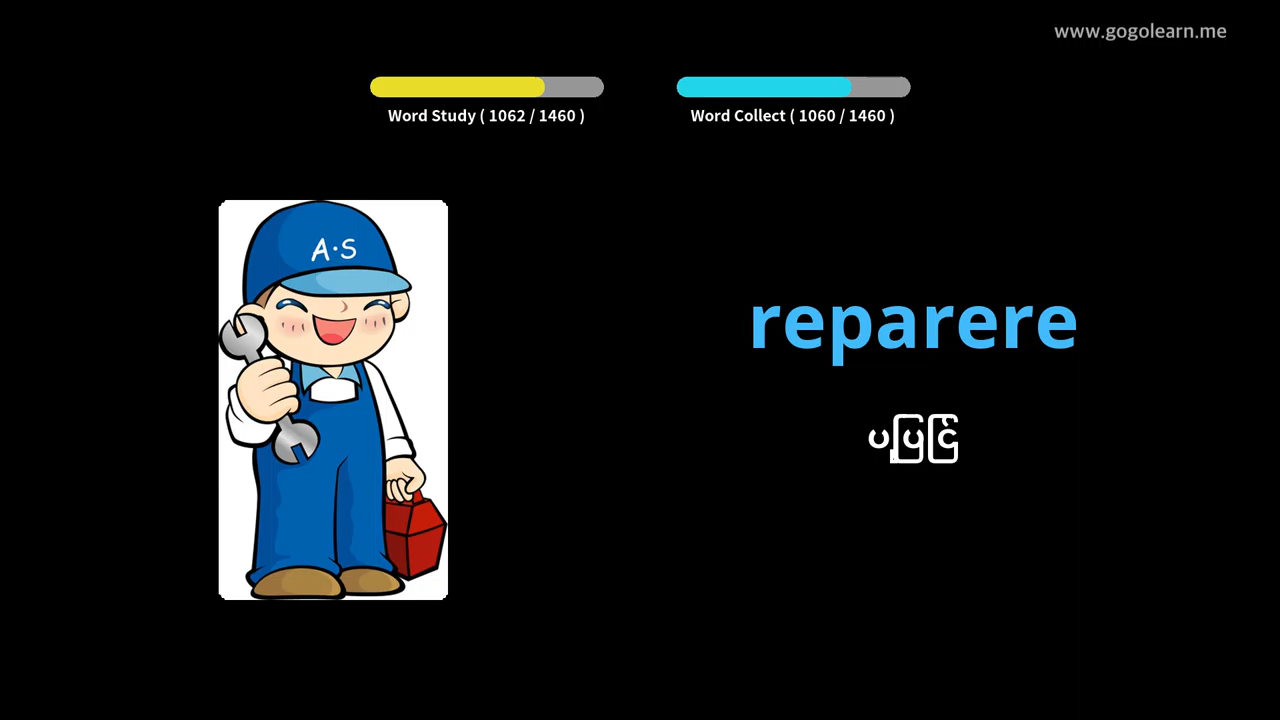 www.gogolearn.me
Word Study ( 1062 / 1460 )
Word Collect ( 1060 / 1460 )
A·S
reparere
ပြုပြင်